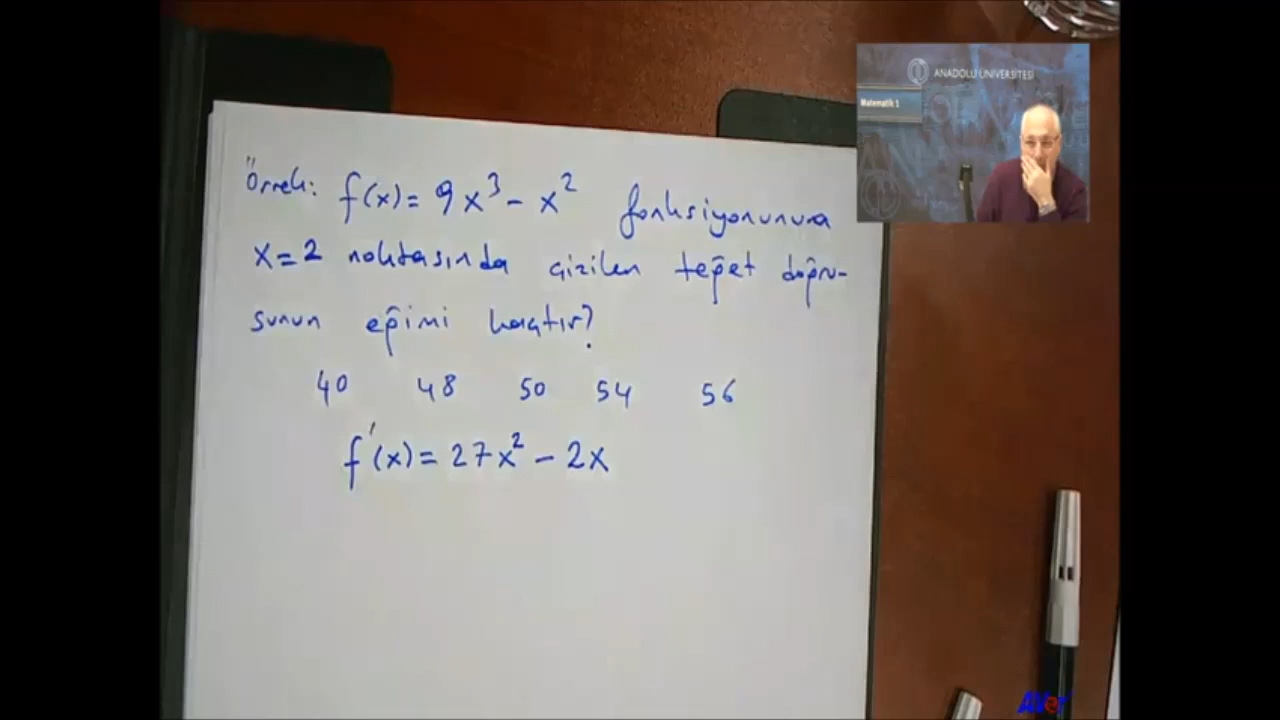 ANADOLU ÜNİVERSİTESİ
Matematik 1
Örnek: f(x) = 9x³ - x² fonksiyonunun
x=2 noktasında çizilen teğet doğru-
sunun eğimi kaçtır?
40 48 50 54 56
f'(x) = 27x² - 2x
AVer